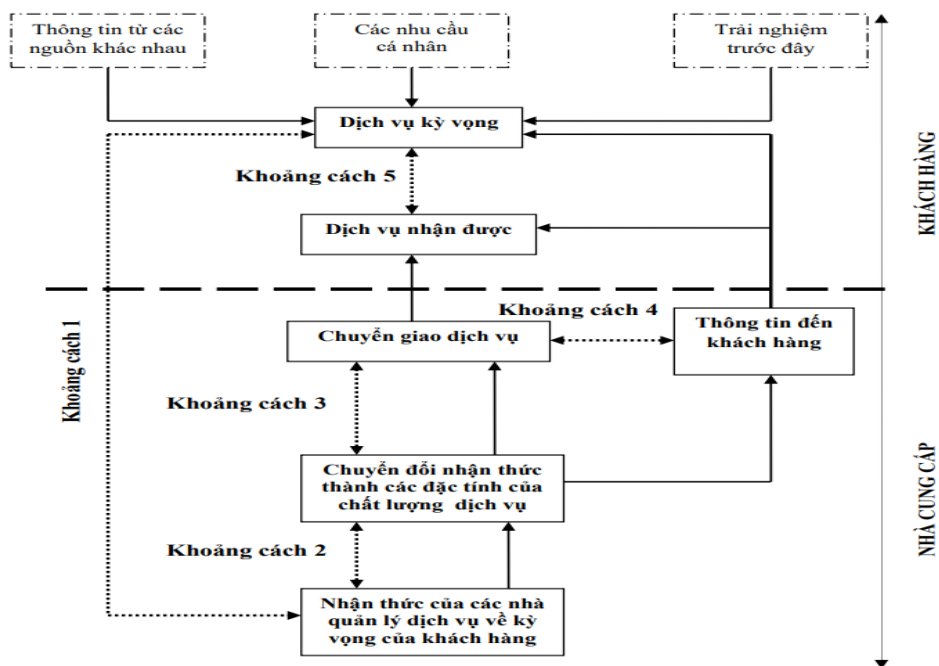 Thông tin từ các
nguồn khác nhau
Các nhu cầu
cá nhân
Trải nghiệm
trước đây
Dịch vụ kỳ vọng
Khoảng cách 5
Dịch vụ nhận được
KHÁCH HÀNG
Khoảng cách 4
Chuyển giao dịch vụ
Thông tin đến
khách hàng
Khoảng cách 1
Khoảng cách 3
Chuyển đổi nhận thức
thành các đặc tính của
chất lượng dịch vụ
Khoảng cách 2
Nhận thức của các nhà
quản lý dịch vụ về kỳ
vọng của khách hàng
NHÀ CUNG CẤP